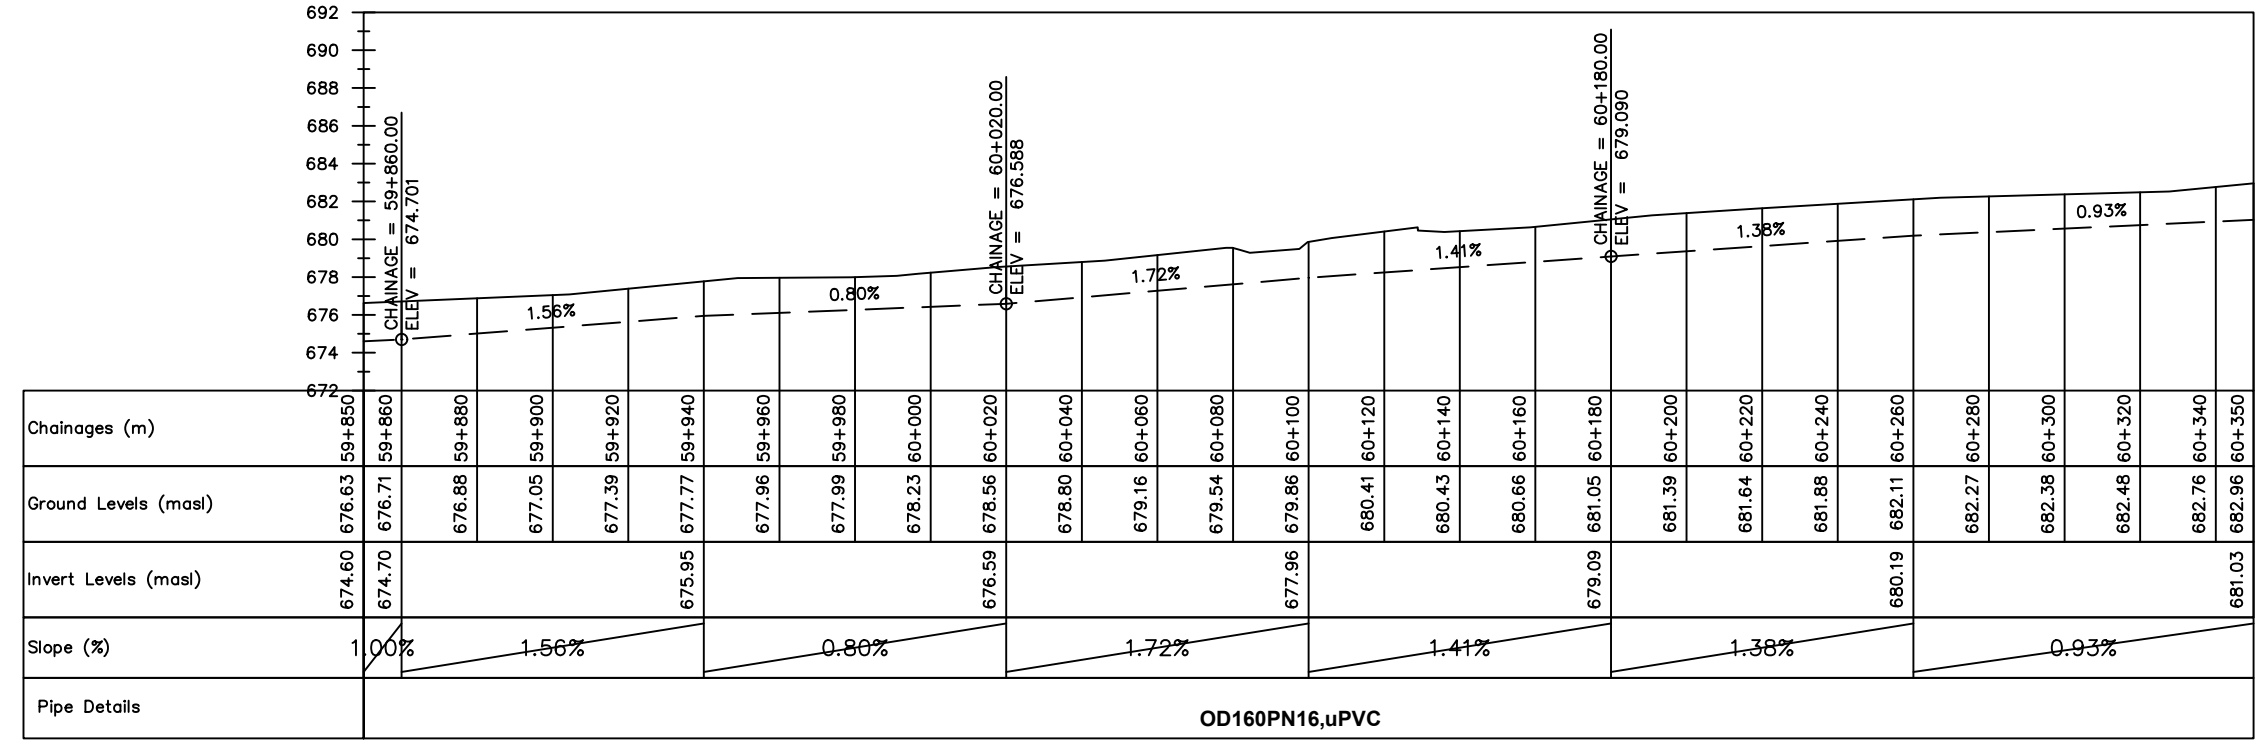 692
690
688
686
684
682
680
678
676
674
672
CHAINAGE = 59+860.00
ELEV = 674.701
CHAINAGE = 60+020.00
ELEV = 676.588
CHAINAGE = 60+180.00
ELEV = 679.090
1.56%
0.80%
1.72%
1.41%
1.38%
0.93%
Chainages (m) 59+850 59+860 59+880 59+900 59+920 59+940 59+960 59+980 60+000 60+020 60+040 60+060 60+080 60+100 60+120 60+140 60+160 60+180 60+200 60+220 60+240 60+260 60+280 60+300 60+320 60+340 60+350
Ground Levels (masl) 676.63 676.71 676.88 677.05 677.39 677.77 677.96 677.99 678.23 678.56 678.80 679.16 679.54 679.86 680.41 680.43 680.66 681.05 681.39 681.64 681.88 682.11 682.27 682.38 682.48 682.76 682.96
Invert Levels (masl) 674.60 674.70 675.95 676.59 677.96 679.09 680.19 681.03
Slope (%) 1.00% 1.56% 0.80% 1.72% 1.41% 1.38% 0.93%
Pipe Details OD160PN16,uPVC